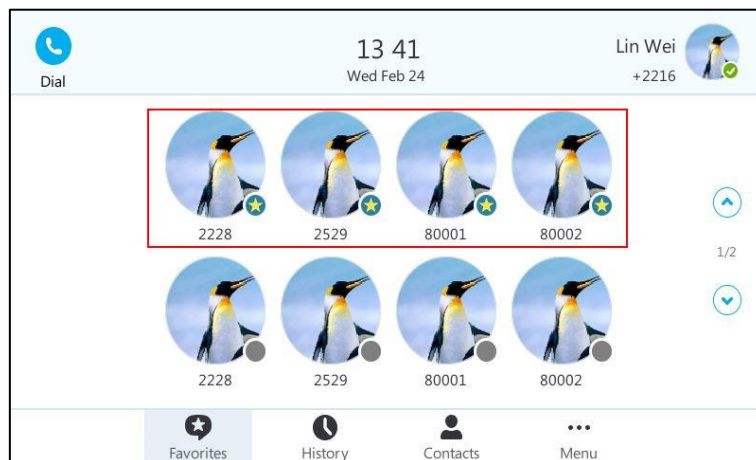 13 41
Lin Wei
Dial
Wed Feb 24
+2216
2228 2529 80001 80002
1/2
2228 2529 80001 80002
Favorites History Contacts Menu